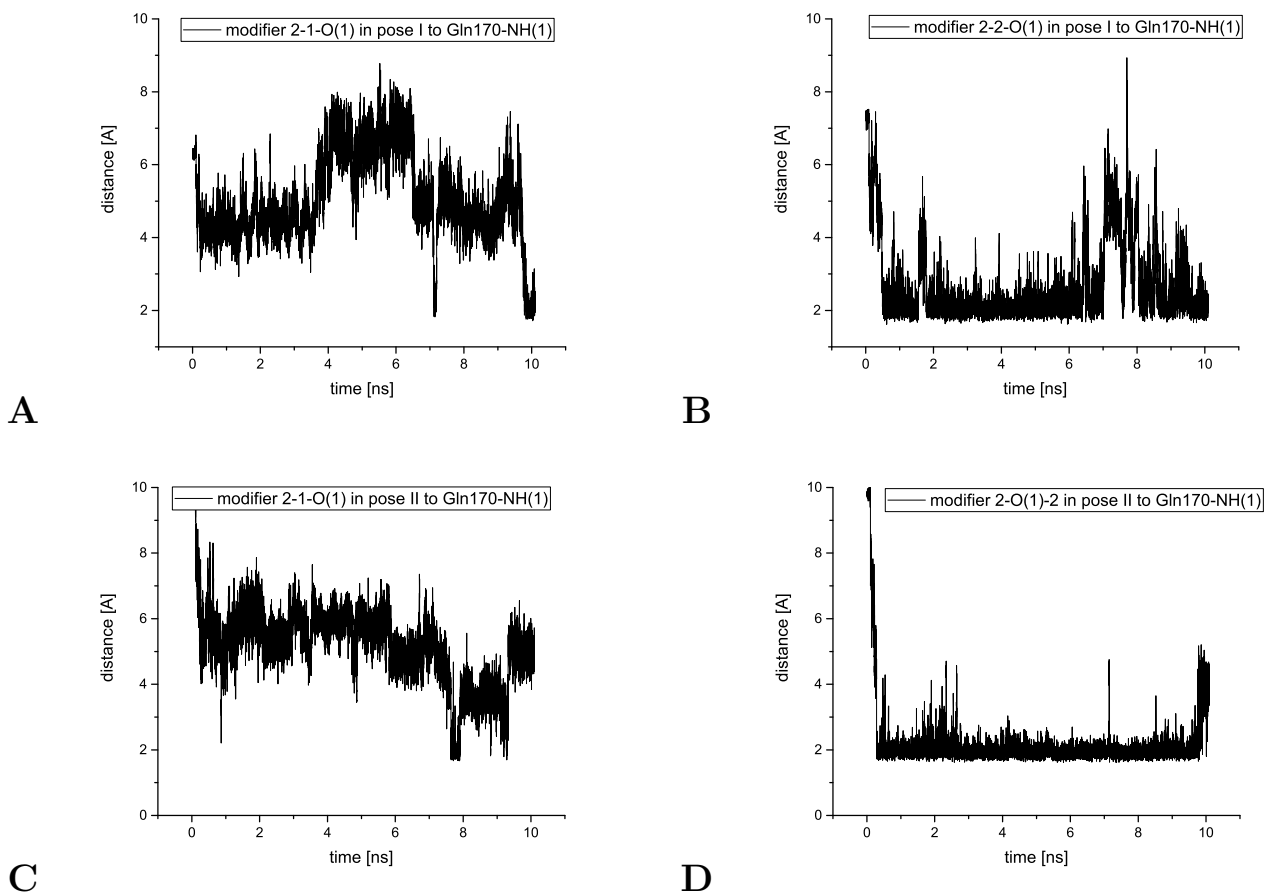 modifier 2-1-O(1) in pose I to Gln170-NH(1)
10
8
6
4
2
distance [A]
0 2 4 6 8 10
time [ns]
A
modifier 2-2-O(1) in pose I to Gln170-NH(1)
10
8
6
4
2
distance [A]
0 2 4 6 8 10
time [ns]
B
modifier 2-1-O(1) in pose II to Gln170-NH(1)
10
8
6
4
2
0
distance [A]
0 2 4 6 8 10
time [ns]
C
modifier 2-O(1)-2 in pose II to Gln170-NH(1)
10
8
6
4
2
0
distance [A]
0 2 4 6 8 10
time [ns]
D